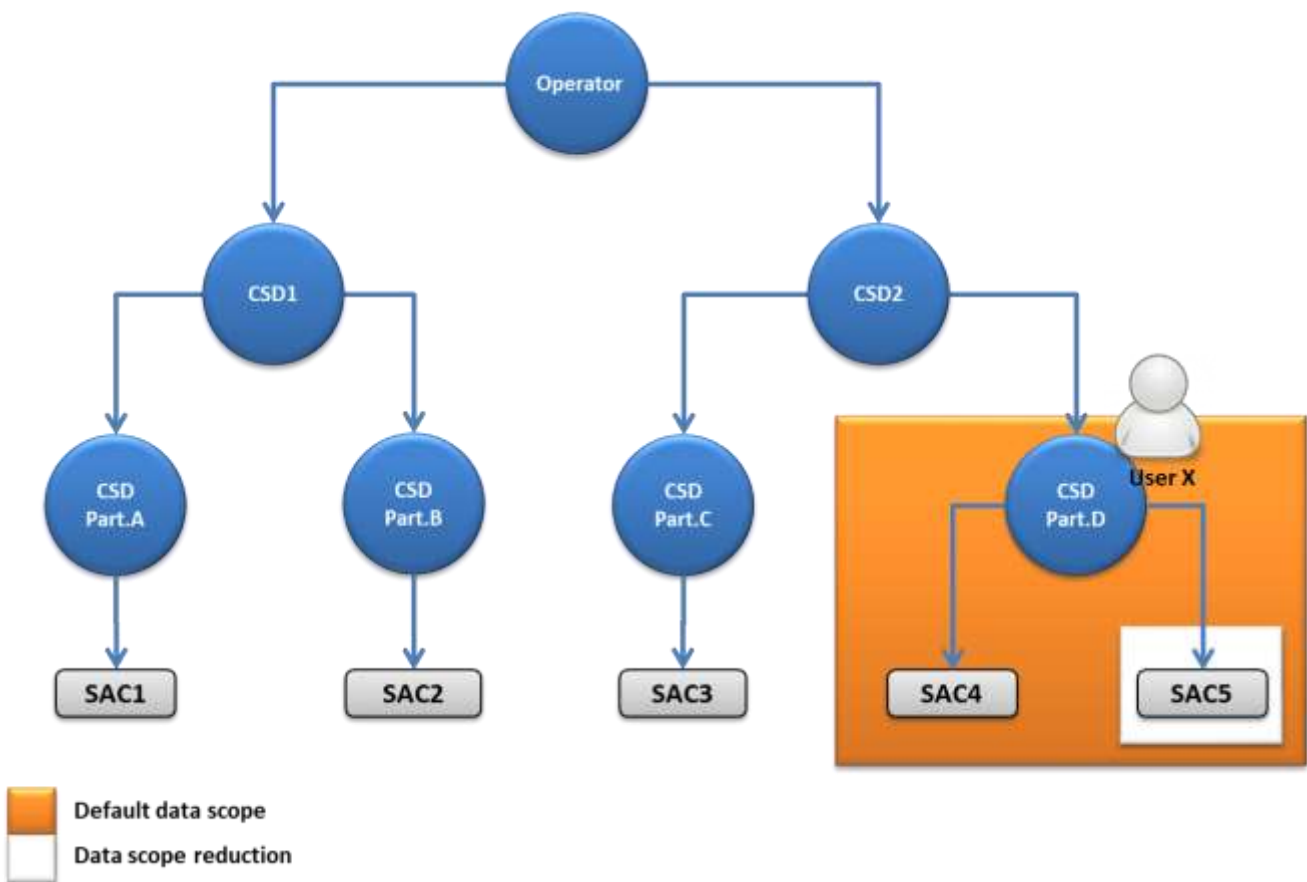 Operator
CSD1
CSD2
User X
CSD
Part.A
CSD
Part.B
CSD
Part.C
CSD
Part.D
SAC1
SAC2
SAC3
SAC4
SAC5
Default data scope
Data scope reduction